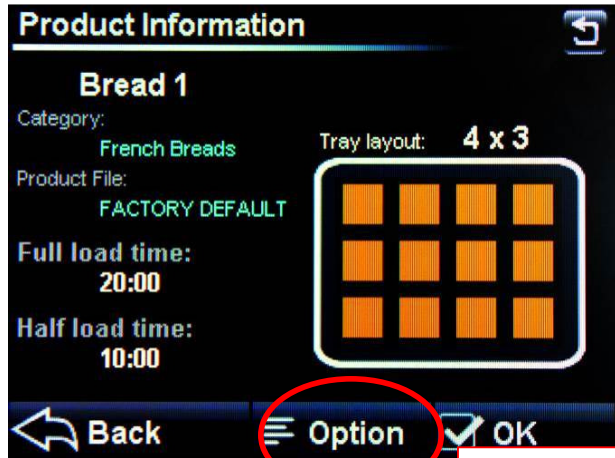 Product Information
Bread 1
Category:
French Breads
Product File:
FACTORY DEFAULT
Full load time:
20:00
Half load time:
10:00
Tray layout: 4 x 3
Back
Option
OK